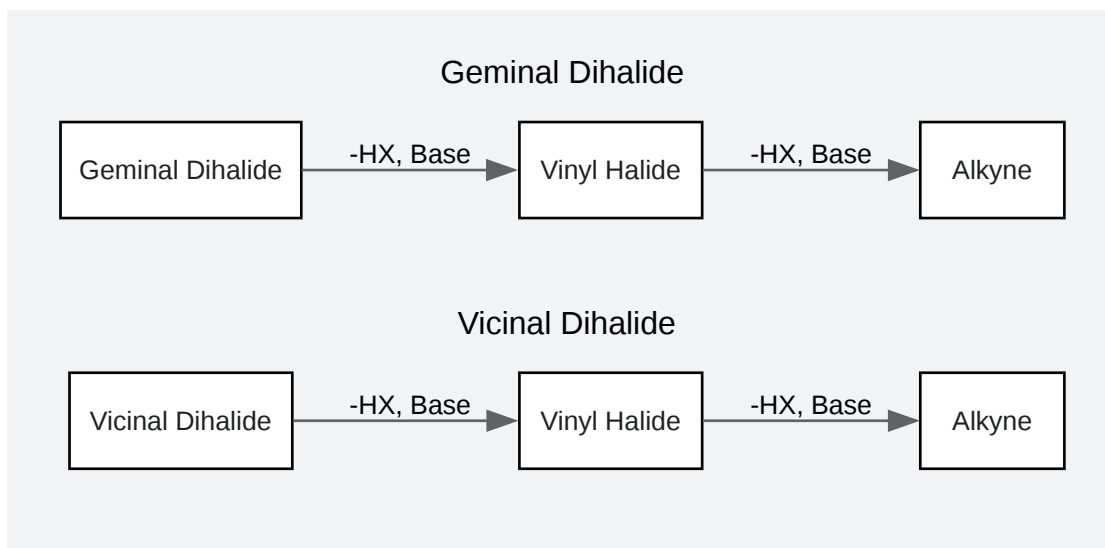 Geminal Dihalide
-HX, Base
-HX, Base
Geminal Dihalide
Vinyl Halide
Alkyne
Vicinal Dihalide
-HX, Base
-HX, Base
Vicinal Dihalide
Vinyl Halide
Alkyne